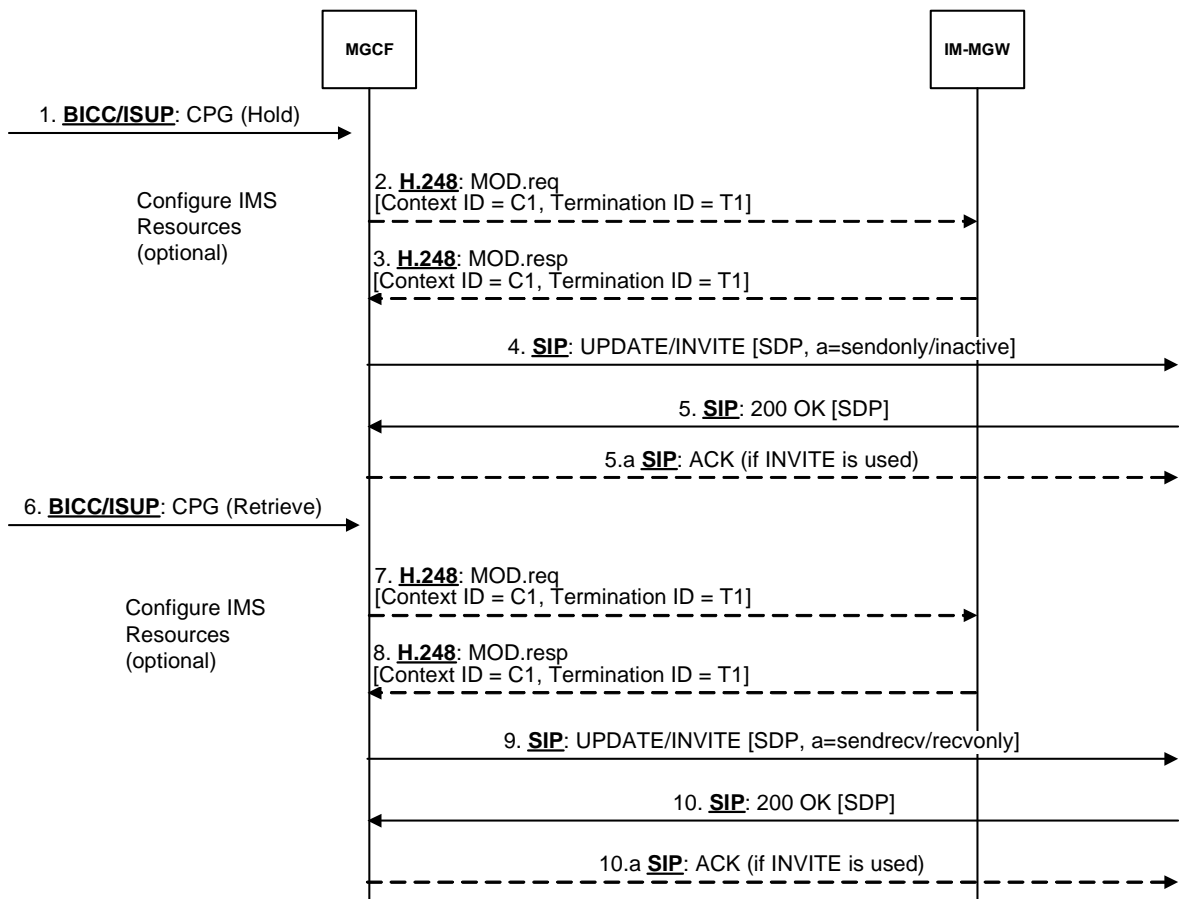 MGCF
IM-MGW
1. BICC/ISUP: CPG (Hold)
Configure IMS
Resources
(optional)
2. H.248: MOD.req
[Context ID = C1, Termination ID = T1]
3. H.248: MOD.resp
[Context ID = C1, Termination ID = T1]
4. SIP: UPDATE/INVITE [SDP, a=sendonly/inactive]
5. SIP: 200 OK [SDP]
5.a SIP: ACK (if INVITE is used)
6. BICC/ISUP: CPG (Retrieve)
Configure IMS
Resources
(optional)
7. H.248: MOD.req
[Context ID = C1, Termination ID = T1]
8. H.248: MOD.resp
[Context ID = C1, Termination ID = T1]
9. SIP: UPDATE/INVITE [SDP, a=sendrecv/recvonly]
10. SIP: 200 OK [SDP]
10.a SIP: ACK (if INVITE is used)